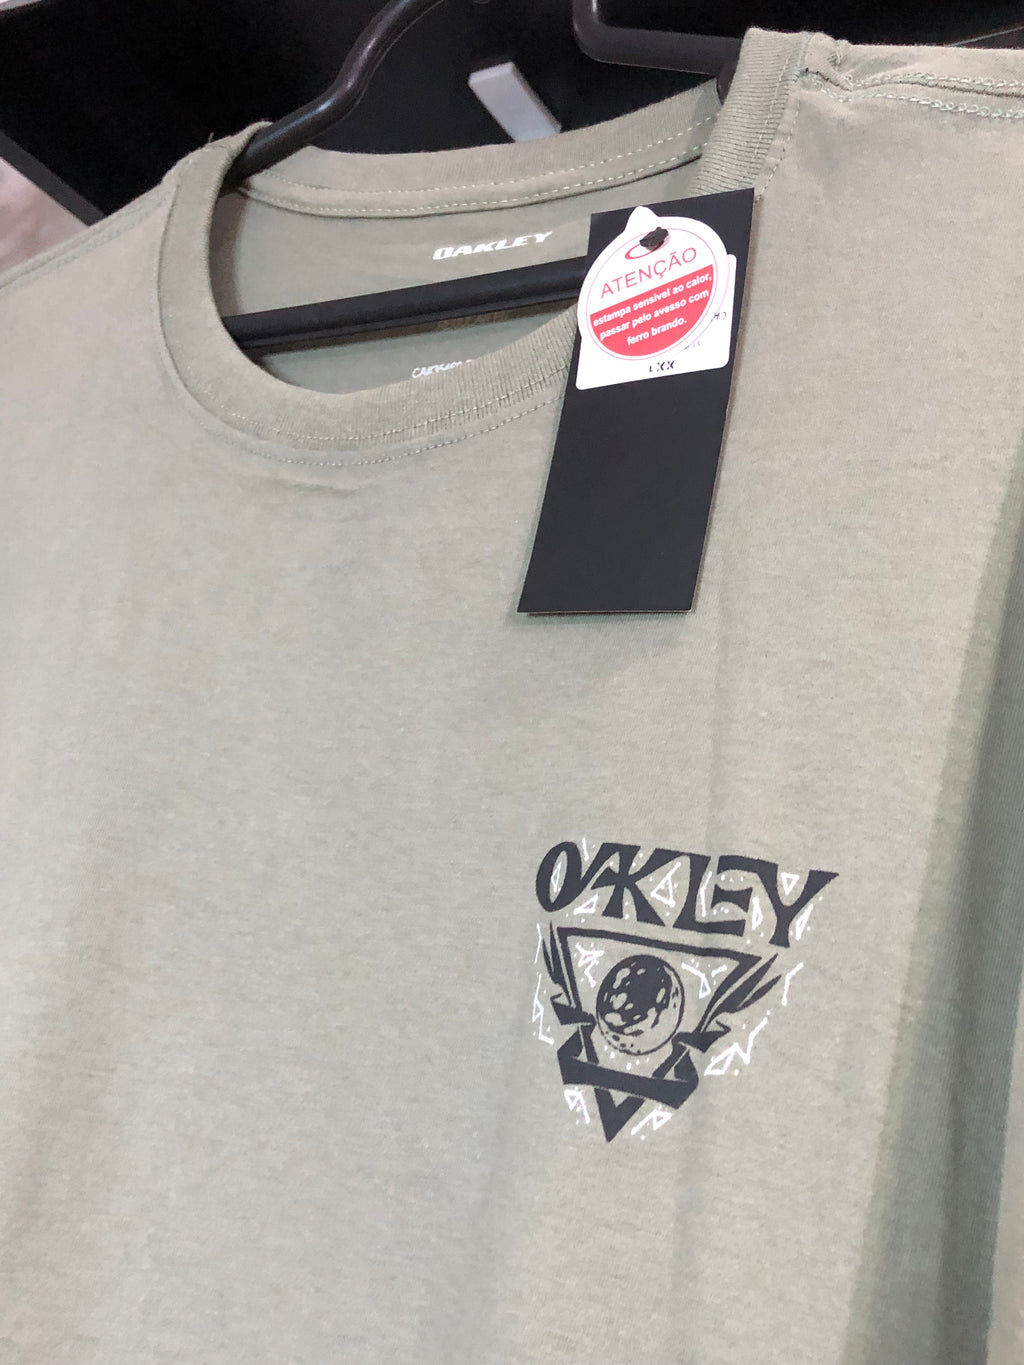 OAKLEY
ATENÇÃO
estampa sensível ao calor,
passar pelo avesso com
ferro brando.
OAKLEY